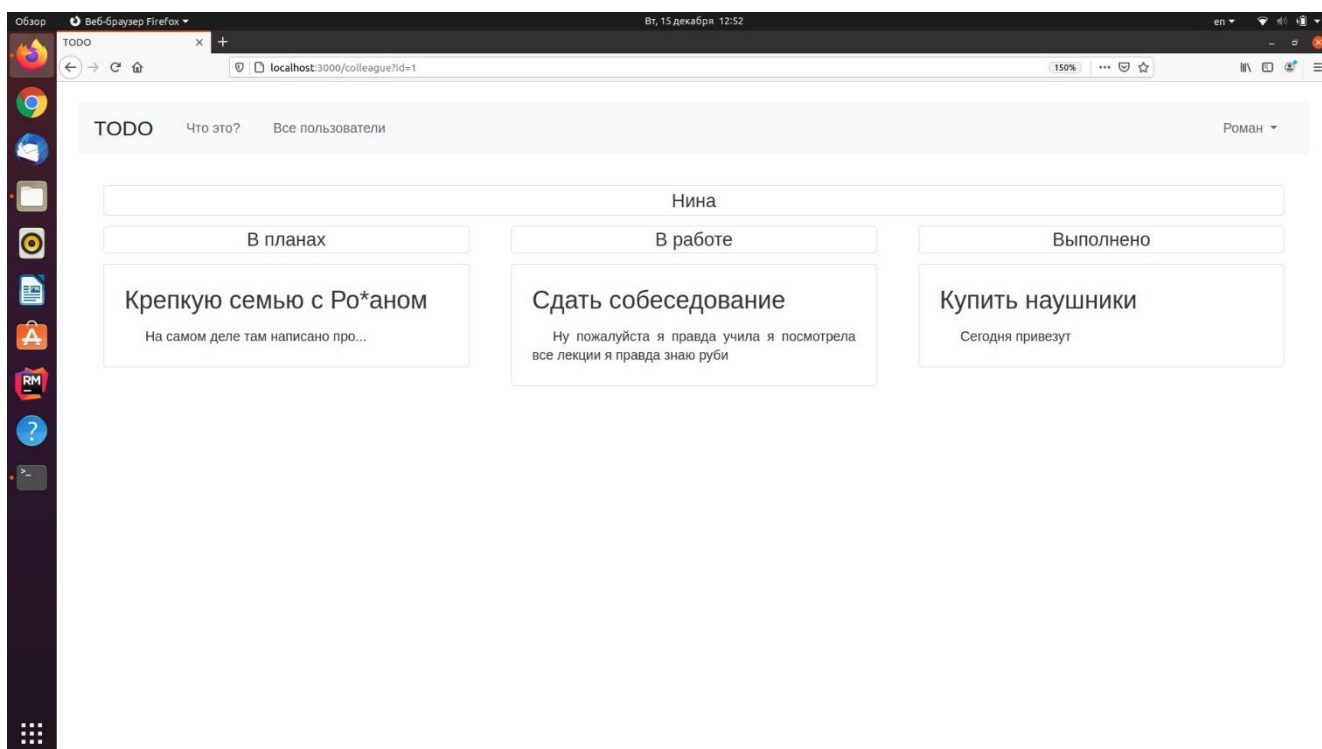 Обзор Веб-браузер Firefox Вт, 15 декабря 12:52 en
TODO
localhost:3000/colleague?id=1 150%
TODO Что это? Все пользователи Роман
Нина
В планах В работе Выполнено
Крепкую семью с Ро*аном Сдать собеседование Купить наушники
На самом деле там написано про... Ну пожалуйста я правда учила я посмотрела Сегодня привезут
все лекции я правда знаю руби
RM